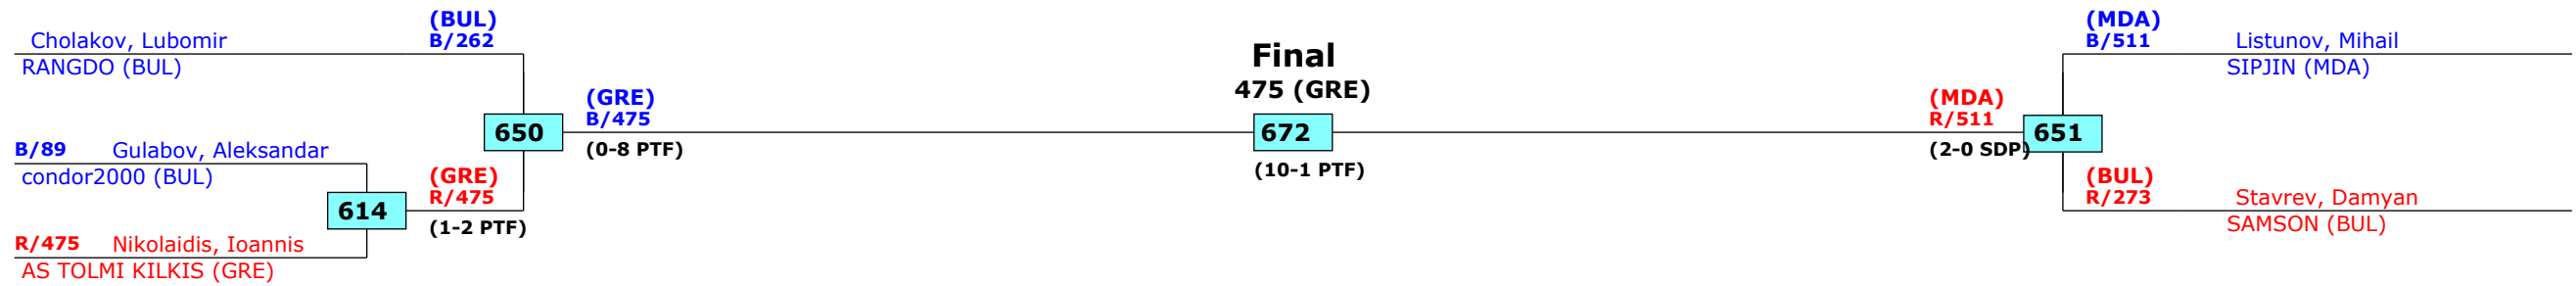 (BUL)
B/262
Cholakov, Lubomir
RANGDO (BUL)
(GRE)
B/475
650
(0-8 PTF)
B/89 Gulabov, Aleksandar
condor2000 (BUL)
(GRE)
R/475
614
(1-2 PTF)
R/475 Nikolaidis, Ioannis
AS TOLMI KILKIS (GRE)
Final
475 (GRE)
672
(10-1 PTF)
(MDA)
B/511 Listunov, Mihail
SIPJIN (MDA)
(MDA)
R/511
651
(2-0 SDP)
(BUL)
R/273 Stavrev, Damyan
SAMSON (BUL)